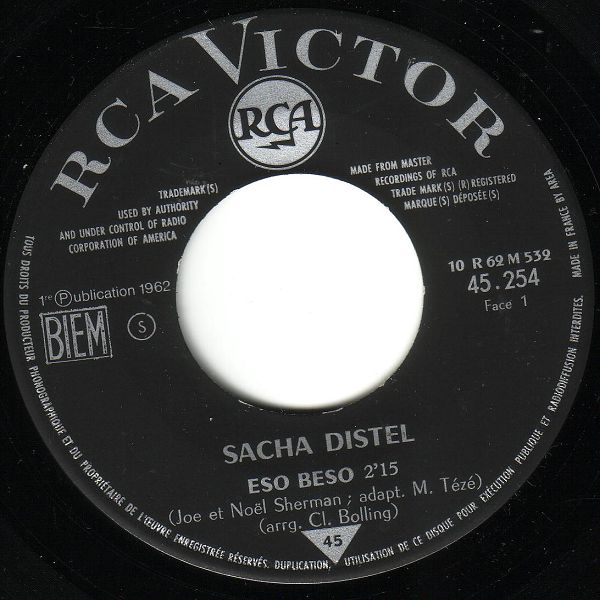 RCA VICTOR
RCA
TRADEMARK(S)
USED BY AUTHORITY
AND UNDER CONTROL OF RADIO
CORPORATION OF AMERICA
MADE FROM MASTER
RECORDINGS OF RCA
TRADE MARK(S) (R) REGISTERED
MARQUE(S) DÉPOSÉE(S)
1re Ⓟublication 1962
BIEM
S
10 R 62 M 532
45.254
Face 1
SACHA DISTEL
ESO BESO 2'15
(Joe et Noël Sherman ; adapt. M. Tézé)
(arrg. Cl. Bolling)
45
TOUS DROITS DU PRODUCTEUR PHONOGRAPHIQUE ET DU PROPRIÉTAIRE DE L'ŒUVRE ENREGISTRÉE RÉSERVÉS. DUPLICATION, UTILISATION DE CE DISQUE POUR EXÉCUTION PUBLIQUE ET RADIODIFFUSION INTERDITES. MADE IN FRANCE BY AREA